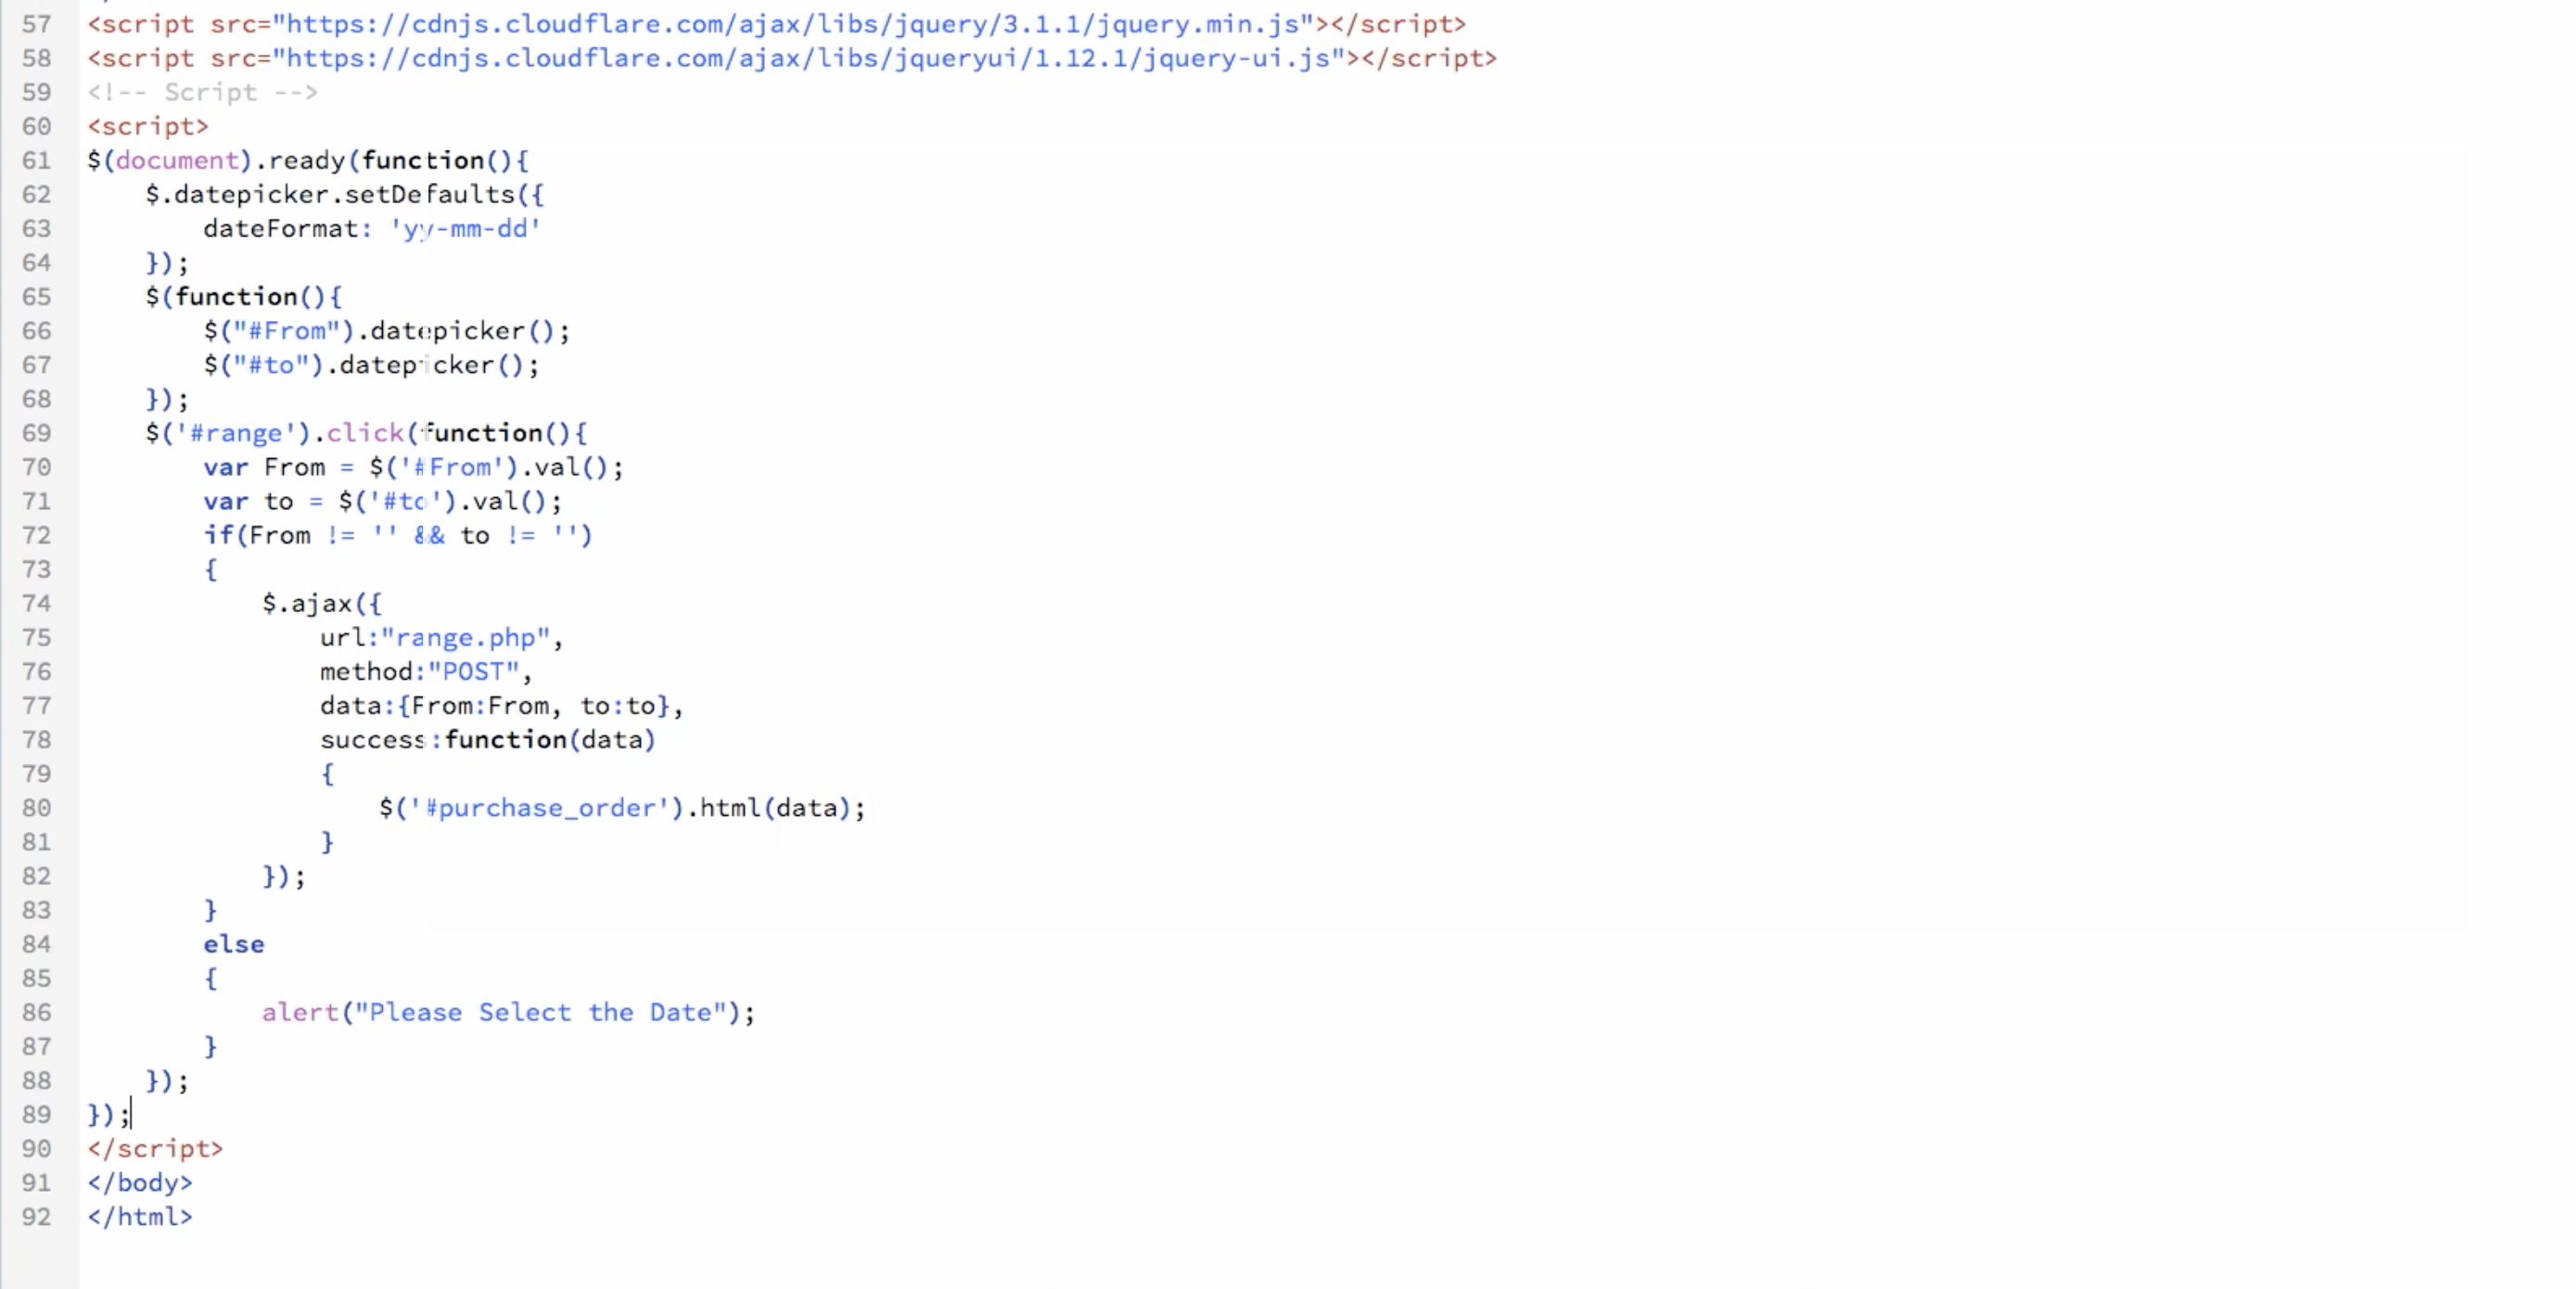 57 <script src="https://cdnjs.cloudflare.com/ajax/libs/jquery/3.1.1/jquery.min.js"></script>
58 <script src="https://cdnjs.cloudflare.com/ajax/libs/jqueryui/1.12.1/jquery-ui.js"></script>
59 <!-- Script -->
60 <script>
61 $(document).ready(function(){
62     $.datepicker.setDefaults({
63         dateFormat: 'yy-mm-dd'
64     });
65     $(function(){
66         $("#From").datepicker();
67         $("#to").datepicker();
68     });
69     $('#range').click(function(){
70         var From = $('#From').val();
71         var to = $('#to').val();
72         if(From != '' && to != '')
73         {
74             $.ajax({
75                 url:"range.php",
76                 method:"POST",
77                 data:{From:From, to:to},
78                 success:function(data)
79                 {
80                     $('#purchase_order').html(data);
81                 }
82             });
83         }
84         else
85         {
86             alert("Please Select the Date");
87         }
88     });
89 });
90 </script>
91 </body>
92 </html>